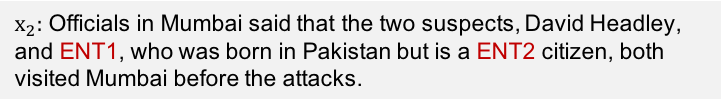 x₂: Officials in Mumbai said that the two suspects, David Headley,
and ENT1, who was born in Pakistan but is a ENT2 citizen, both
visited Mumbai before the attacks.